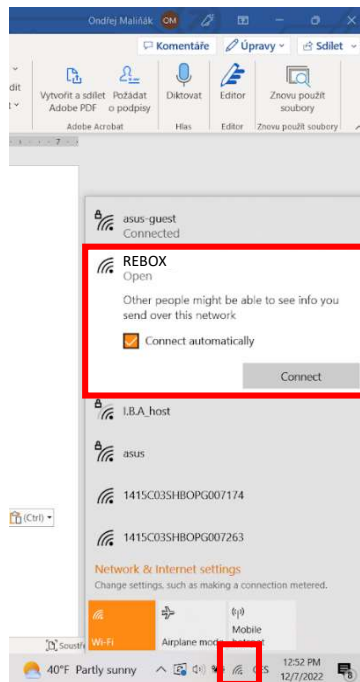 Ondřej Maliňák OM
Komentáře Úpravy Sdílet
dit
Vytvořit a sdílet Požádat Diktovat Editor Znovu použít
Adobe PDF o podpisy soubory
Adobe Acrobat Hlas Editor Znovu použít soubory
7
asus-guest
Connected
REBOX
Open
Other people might be able to see info you
send over this network
Connect automatically
Connect
I.B.A_host
asus
1415C03SHBOPG007174
1415C03SHBOPG007263
(Ctrl)
Network & Internet settings
Change settings, such as making a connection metered.
Mobile
Wi-Fi Airplane mode hotspot
40°F Partly sunny 12:52 PM
12/7/2022